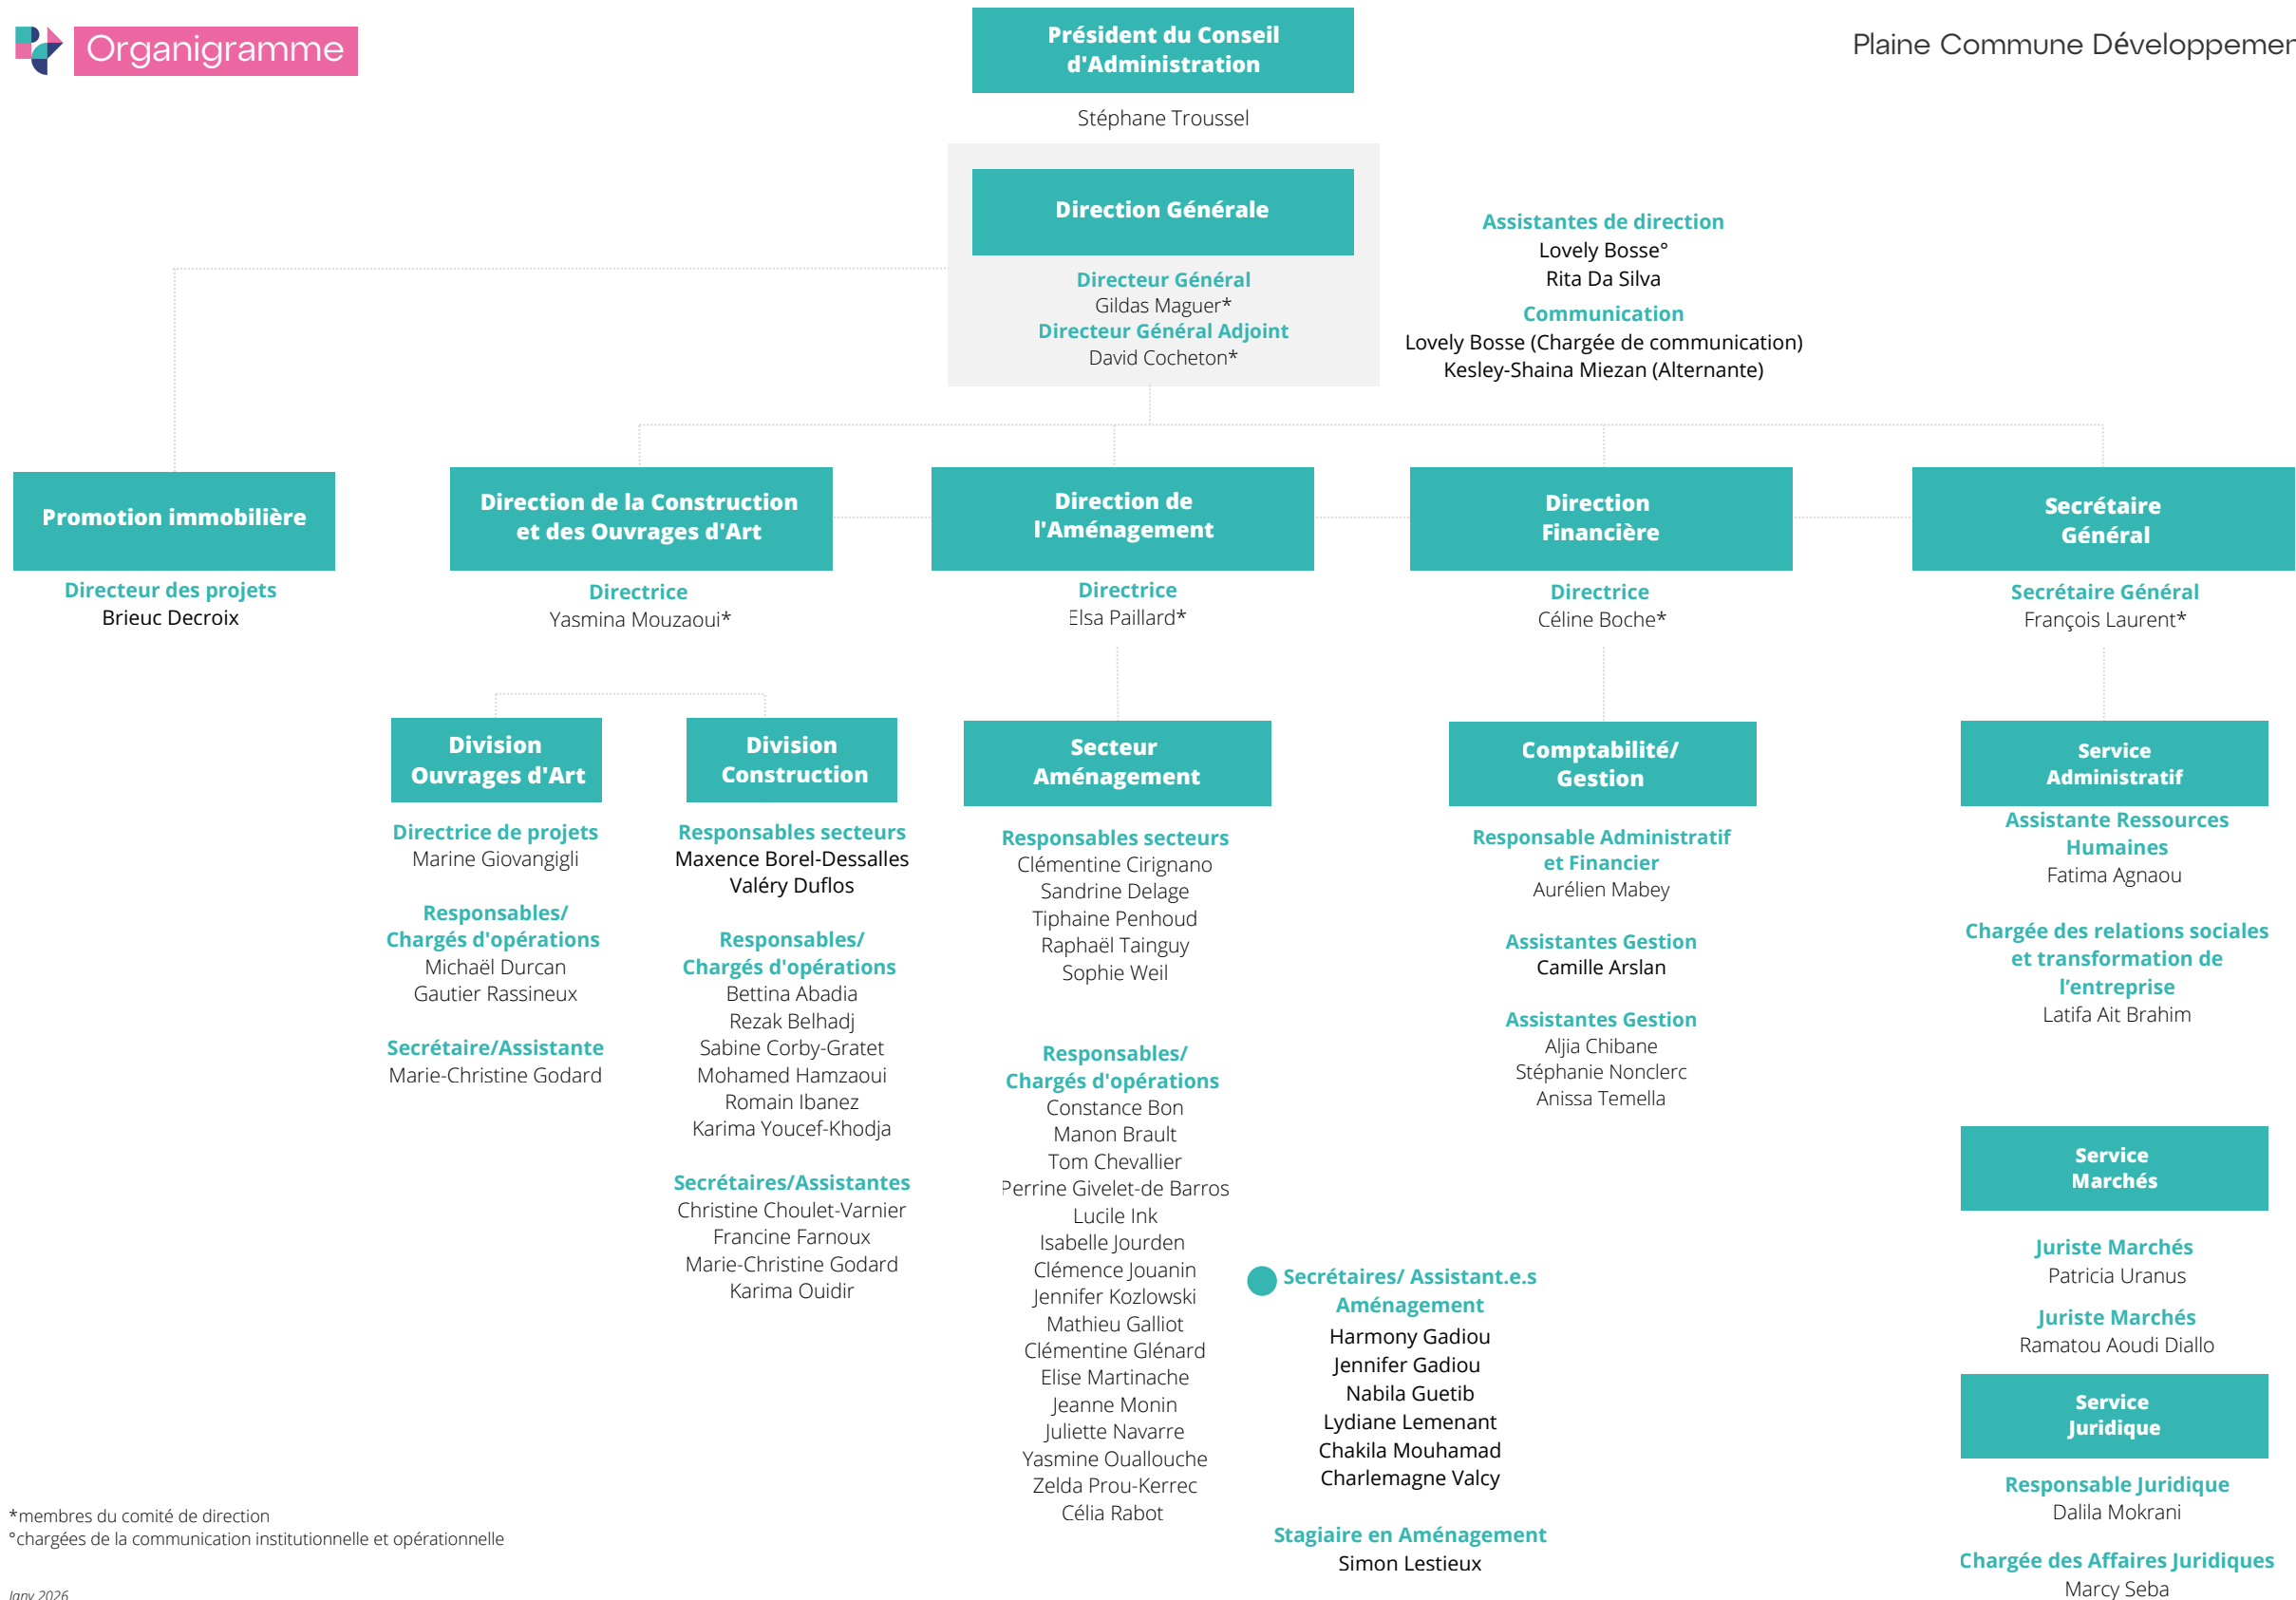 Organigramme
Plaine Commune Développemen
Président du Conseil
d'Administration
Stéphane Troussel
Direction Générale
Directeur Général
Gildas Maguer*
Directeur Général Adjoint
David Cocheton*
Assistantes de direction
Lovely Bosse°
Rita Da Silva
Communication
Lovely Bosse (Chargée de communication)
Kesley-Shaina Miezan (Alternante)
Promotion immobilière
Directeur des projets
Brieuc Decroix
Direction de la Construction
et des Ouvrages d'Art
Directrice
Yasmina Mouzaoui*
Direction de
l'Aménagement
Directrice
Elsa Paillard*
Direction
Financière
Directrice
Céline Boche*
Secrétaire
Général
Secrétaire Général
François Laurent*
Division
Ouvrages d'Art
Directrice de projets
Marine Giovangigli
Responsables/
Chargés d'opérations
Michaël Durcan
Gautier Rassineux
Secrétaire/Assistante
Marie-Christine Godard
Division
Construction
Responsables secteurs
Maxence Borel-Dessalles
Valéry Duflos
Responsables/
Chargés d'opérations
Bettina Abadia
Rezak Belhadj
Sabine Corby-Gratet
Mohamed Hamzaoui
Romain Ibanez
Karima Youcef-Khodja
Secrétaires/Assistantes
Christine Choulet-Varnier
Francine Farnoux
Marie-Christine Godard
Karima Ouidir
Secteur
Aménagement
Responsables secteurs
Clémentine Cirignano
Sandrine Delage
Tiphaine Penhoud
Raphaël Tainguy
Sophie Weil
Responsables/
Chargés d'opérations
Constance Bon
Manon Brault
Tom Chevallier
Perrine Givelet-de Barros
Lucile Ink
Isabelle Jourden
Clémence Jouanin
Jennifer Kozlowski
Mathieu Galliot
Clémentine Glénard
Elise Martinache
Jeanne Monin
Juliette Navarre
Yasmine Ouallouche
Zelda Prou-Kerrec
Célia Rabot
Secrétaires/ Assistant.e.s
Aménagement
Harmony Gadiou
Jennifer Gadiou
Nabila Guetib
Lydiane Lemenant
Chakila Mouhamad
Charlemagne Valcy
Stagiaire en Aménagement
Simon Lestieux
Comptabilité/
Gestion
Responsable Administratif
et Financier
Aurélien Mabey
Assistantes Gestion
Camille Arslan
Assistantes Gestion
Aljia Chibane
Stéphanie Nonclerc
Anissa Temella
Service
Administratif
Assistante Ressources
Humaines
Fatima Agnaou
Chargée des relations sociales
et transformation de
l’entreprise
Latifa Ait Brahim
Service
Marchés
Juriste Marchés
Patricia Uranus
Juriste Marchés
Ramatou Aoudi Diallo
Service
Juridique
Responsable Juridique
Dalila Mokrani
Chargée des Affaires Juridiques
Marcy Seba
*membres du comité de direction
°chargées de la communication institutionnelle et opérationnelle
Janv 2026